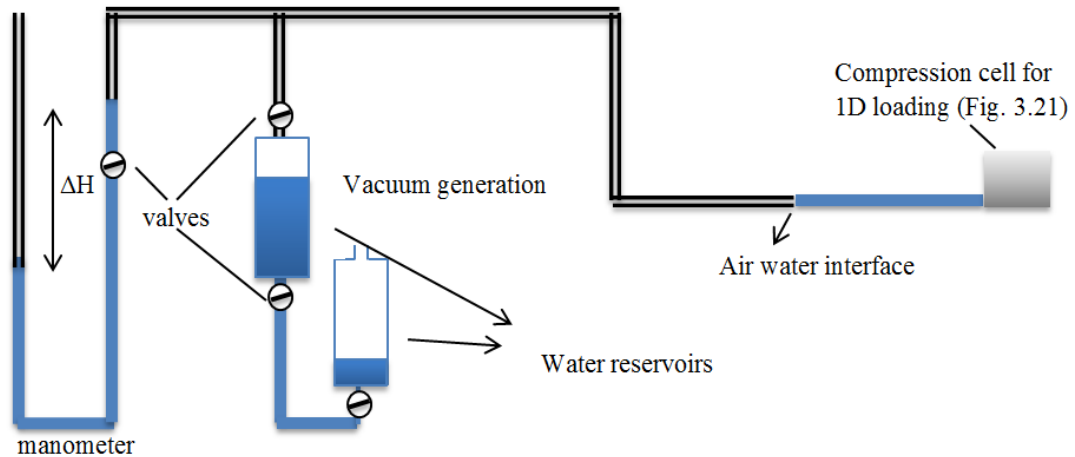 Compression cell for
1D loading (Fig. 3.21)
ΔH
Vacuum generation
valves
Air water interface
Water reservoirs
manometer